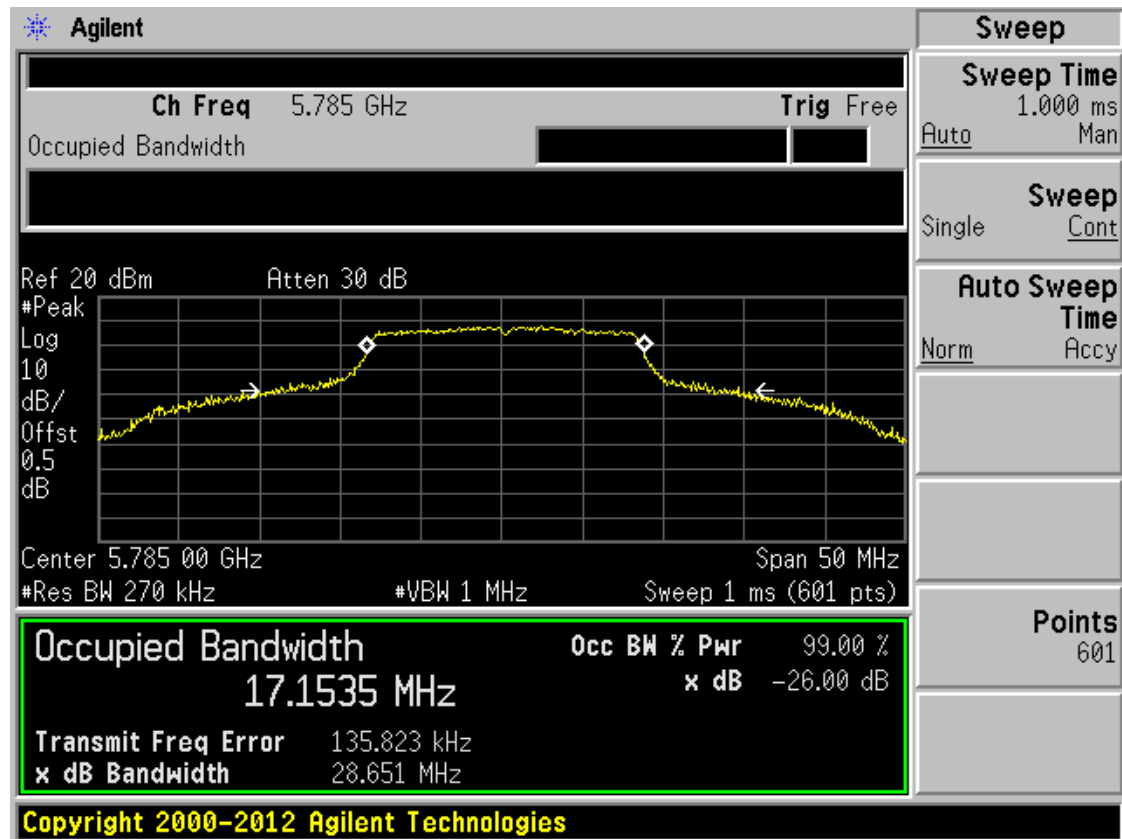 Agilent
Sweep
Ch Freq 5.785 GHz Trig Free
Occupied Bandwidth
Sweep Time
1.000 ms
Auto Man
Sweep
Single Cont
Auto Sweep
Time
Norm Accy
Points
601
Ref 20 dBm Atten 30 dB
#Peak
Log
10
dB/
Offst
0.5
dB
Center 5.785 00 GHz Span 50 MHz
#Res BW 270 kHz #VBW 1 MHz Sweep 1 ms (601 pts)
Occupied Bandwidth
17.1535 MHz
Occ BW % Pwr 99.00 %
x dB -26.00 dB
Transmit Freq Error 135.823 kHz
x dB Bandwidth 28.651 MHz
Copyright 2000-2012 Agilent Technologies